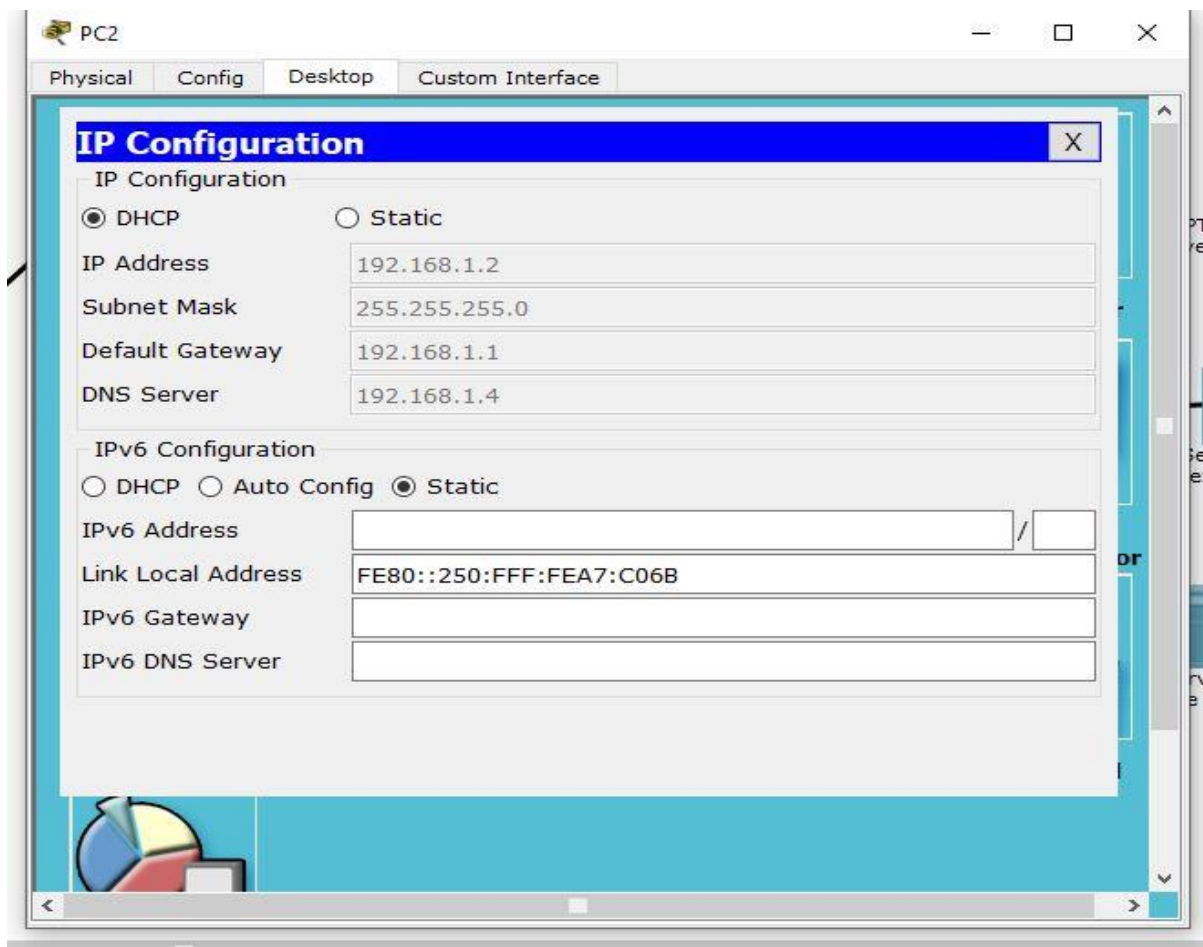 PC2
Physical Config Desktop Custom Interface
IP Configuration X
IP Configuration
DHCP Static
IP Address 192.168.1.2
Subnet Mask 255.255.255.0
Default Gateway 192.168.1.1
DNS Server 192.168.1.4
IPv6 Configuration
DHCP Auto Config Static
IPv6 Address /
Link Local Address FE80::250:FFF:FEA7:C06B
IPv6 Gateway
IPv6 DNS Server
or